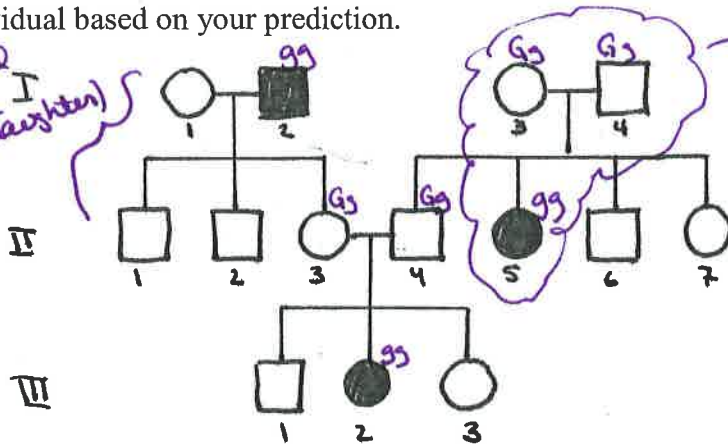 idual based on your prediction.
gg Gg Gg
I
aughter)
1 2 3 4
Gg Gg gg
II
1 2 3 4 5 6 7
gg
III
1 2 3